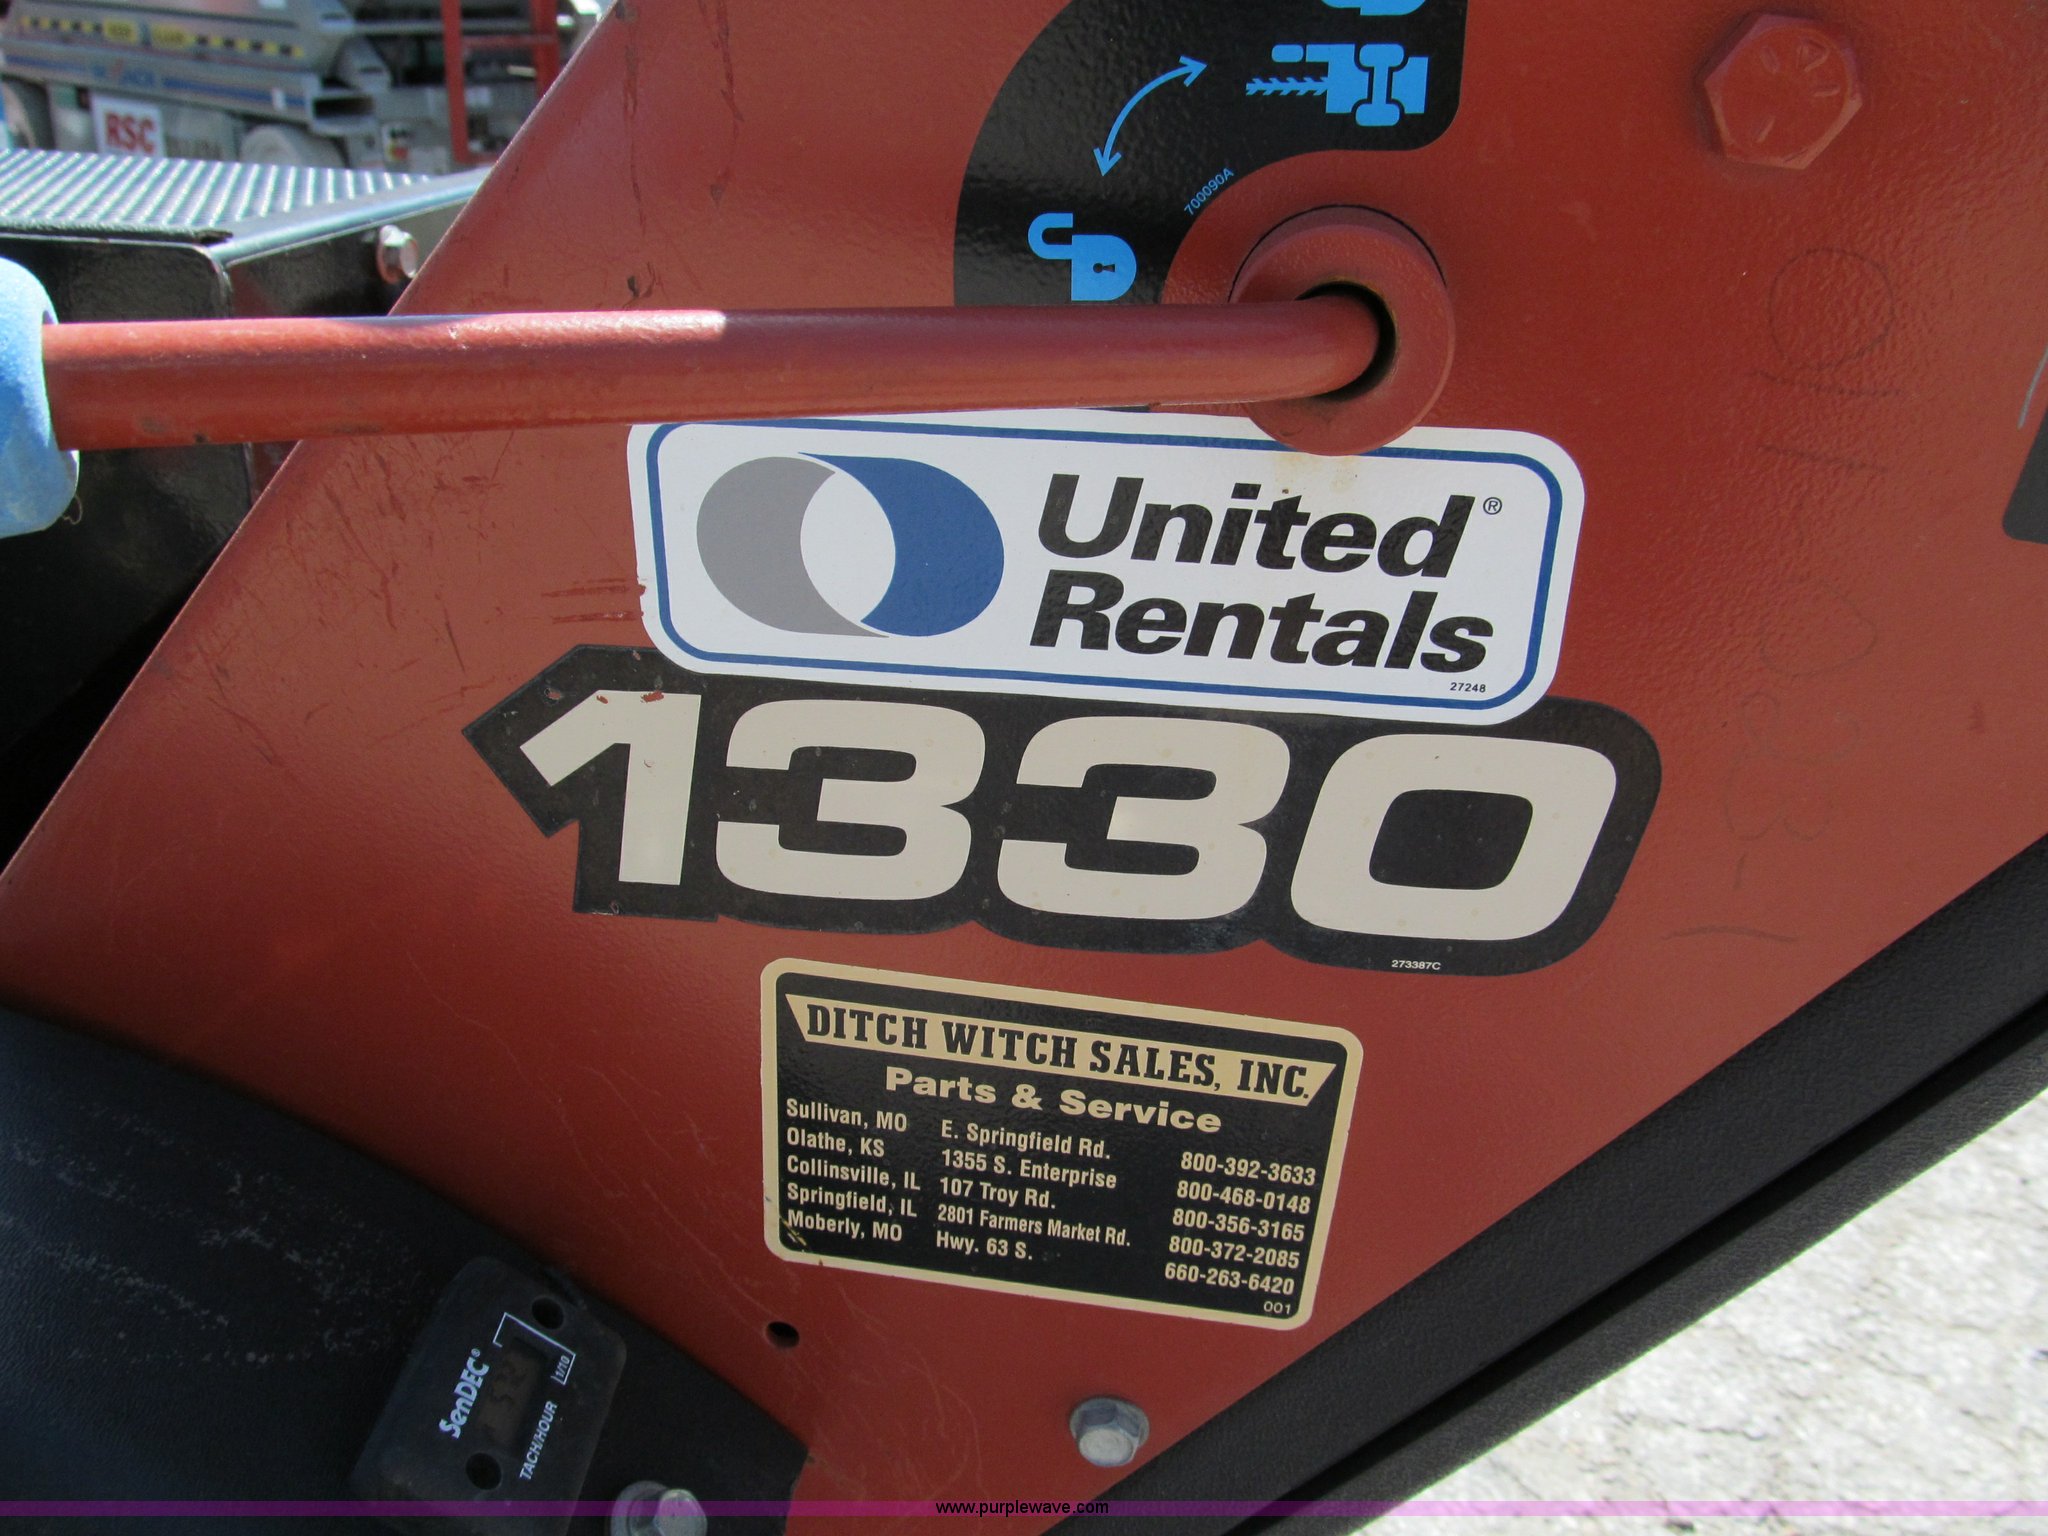 RSC
700090A
United®
Rentals
27248
1330
273387C
DITCH WITCH SALES, INC.
Parts & Service
Sullivan, MO E. Springfield Rd. 800-392-3633
Olathe, KS 1355 S. Enterprise 800-468-0148
Collinsville, IL 107 Troy Rd. 800-356-3165
Springfield, IL 2801 Farmers Market Rd. 800-372-2085
Moberly, MO Hwy. 63 S. 660-263-6420
001
SenDEC®
1/10
TACH/HOUR
www.purplewave.com